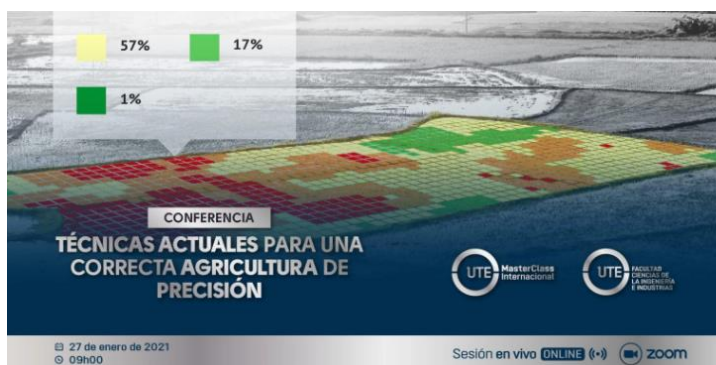 57%
17%
1%
CONFERENCIA
TÉCNICAS ACTUALES PARA UNA
CORRECTA AGRICULTURA DE
PRECISIÓN
UTE MasterClass
Internacional
UTE FACULTAD
CIENCIAS DE
LA INGENIERÍA
E INDUSTRIAS
27 de enero de 2021
09h00
Sesión en vivo ONLINE zoom